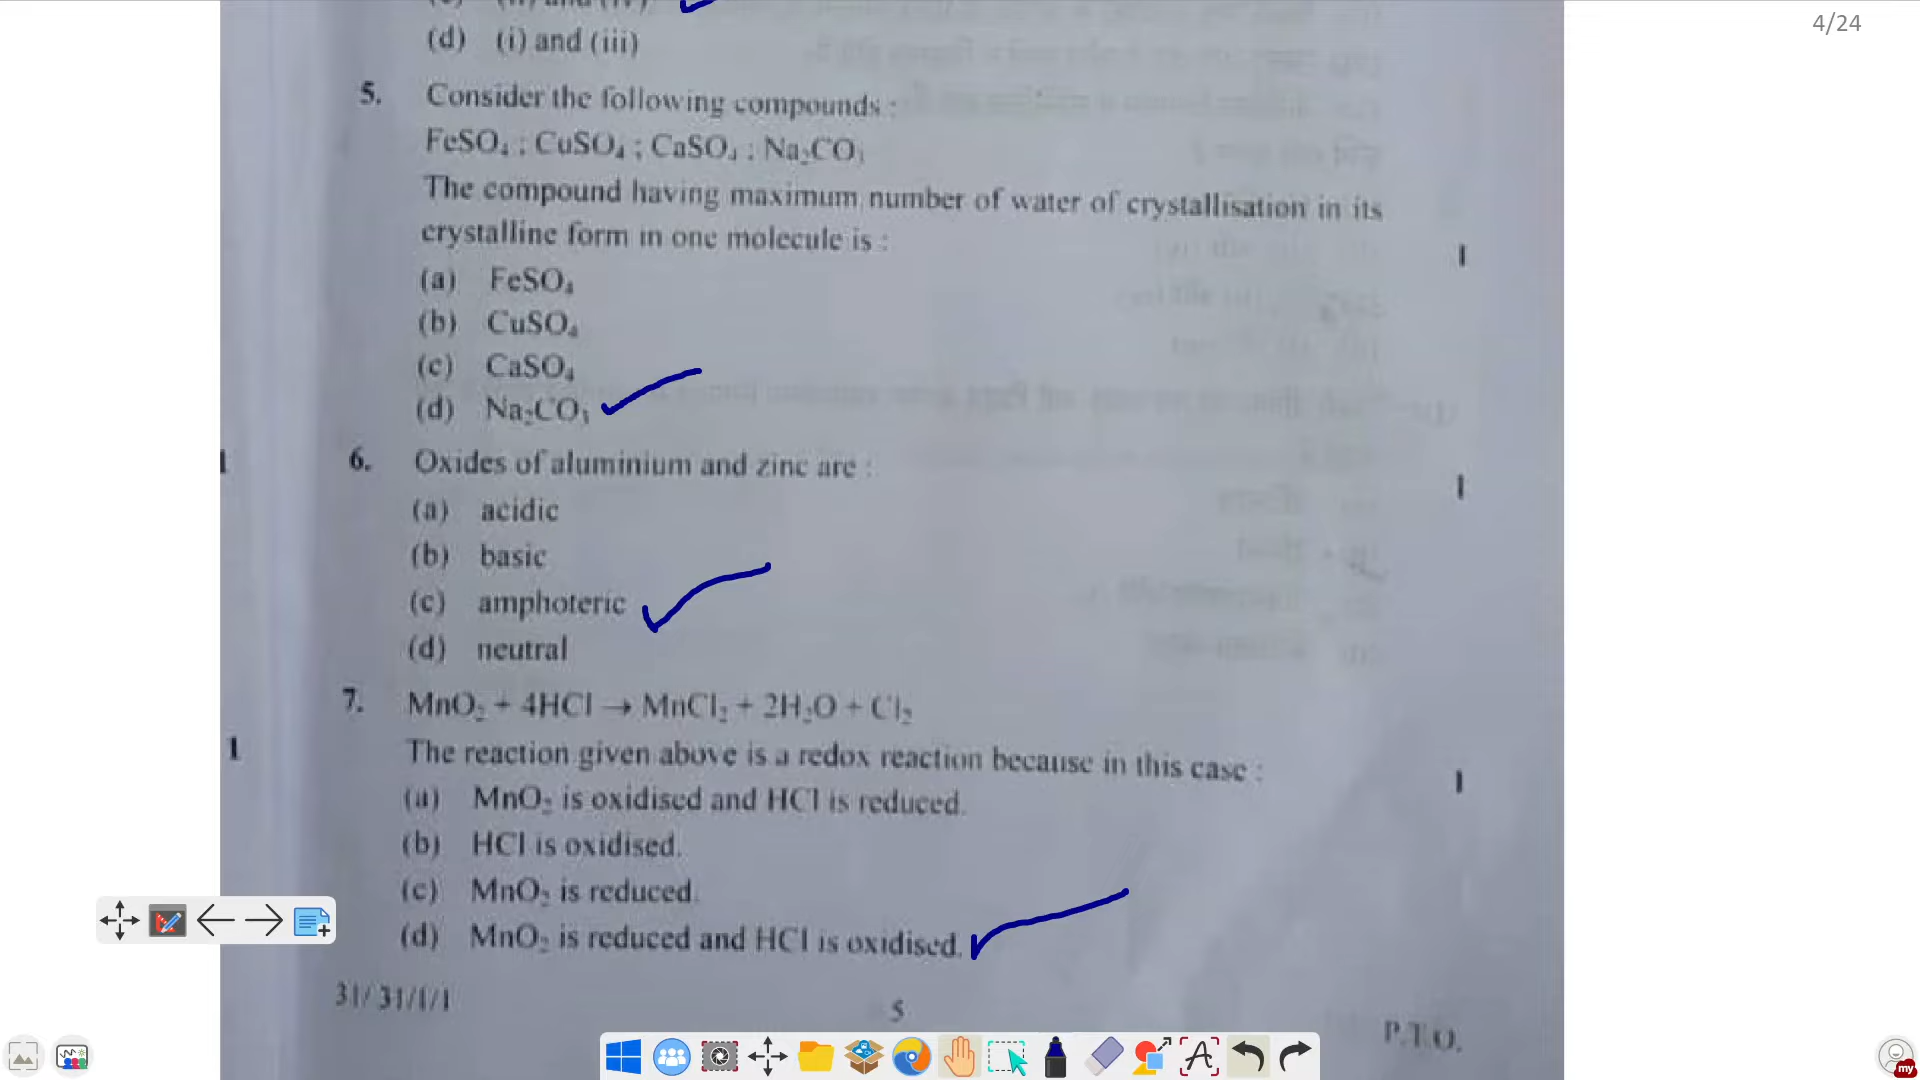 4/24
(d) (i) and (iii)
5. Consider the following compounds :
FeSO₄ ; CuSO₄ ; CaSO₄ ; Na₂CO₃
The compound having maximum number of water of crystallisation in its
crystalline form in one molecule is : 1
(a) FeSO₄
(b) CuSO₄
(c) CaSO₄
(d) Na₂CO₃
6. Oxides of aluminium and zinc are : 1
(a) acidic
(b) basic
(c) amphoteric
(d) neutral
7. MnO₂ + 4HCl → MnCl₂ + 2H₂O + Cl₂
1 The reaction given above is a redox reaction because in this case : 1
(a) MnO₂ is oxidised and HCl is reduced.
(b) HCl is oxidised.
(c) MnO₂ is reduced.
(d) MnO₂ is reduced and HCl is oxidised.
31/31/1/1 5 P.T.O.
my